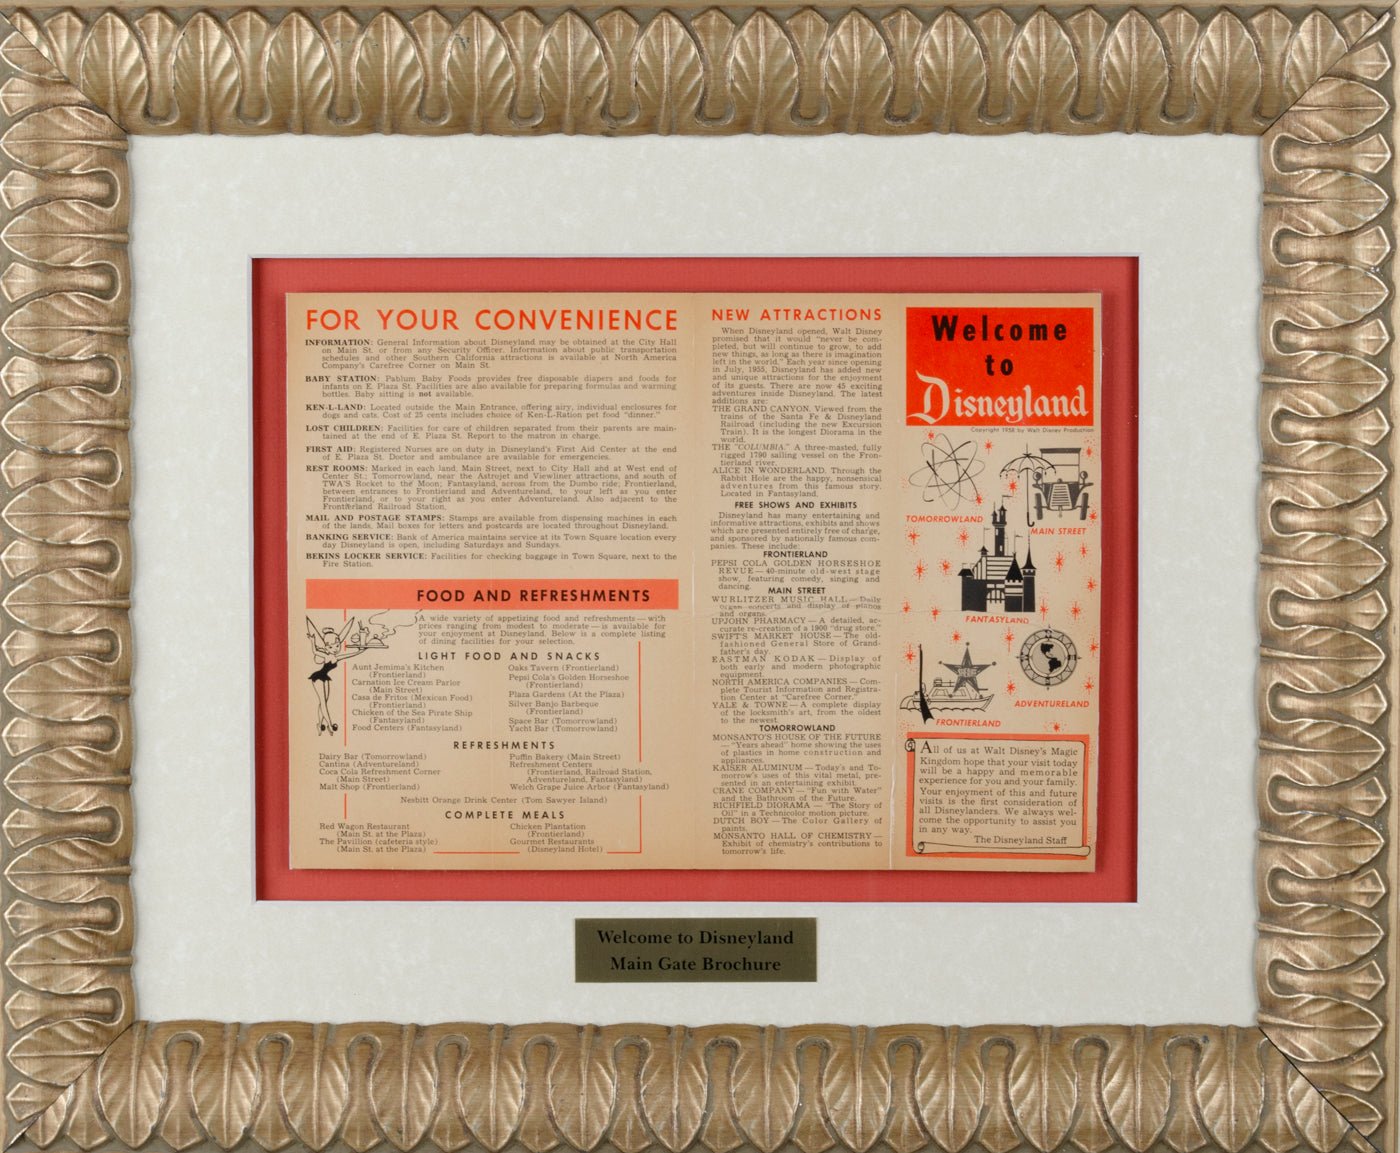 FOR YOUR CONVENIENCE
INFORMATION: General Information about Disneyland may be obtained at the City Hall
on Main St. or from any Security Officer. Information about public transportation
schedules and other Southern California attractions is available at North America
Company's Carefree Corner on Main St.
BABY STATION: Pablum Baby Foods provides free disposable diapers and foods for
infants on E. Plaza St. Facilities are also available for preparing formulas and warming
bottles. Baby sitting is not available.
KEN-L-LAND: Located outside the Main Entrance, offering airy, individual enclosures for
dogs and cats. Cost of 25 cents includes choice of Ken-L-Ration pet food "dinner."
LOST CHILDREN: Facilities for care of children separated from their parents are main-
tained at the end of E. Plaza St. Report to the matron in charge.
FIRST AID: Registered Nurses are on duty in Disneyland's First Aid Center at the end
of E. Plaza St. Doctor and ambulance are available for emergencies.
REST ROOMS: Marked in each land. Main Street, next to City Hall and at West end of
Center St.; Tomorrowland, near the Astrojet and Viewliner attractions, and south of
TWA'S Rocket to the Moon; Fantasyland, across from the Dumbo ride; Frontierland,
between entrances to Frontierland and Adventureland, to your left as you enter
Frontierland, or to your right as you enter Adventureland. Also adjacent to the
Frontierland Railroad Station.
MAIL AND POSTAGE STAMPS: Stamps are available from dispensing machines in each
of the lands. Mail boxes for letters and postcards are located throughout Disneyland.
BANKING SERVICE: Bank of America maintains service at its Town Square location every
day Disneyland is open, including Saturdays and Sundays.
BEKINS LOCKER SERVICE: Facilities for checking baggage in Town Square, next to the
Fire Station.
FOOD AND REFRESHMENTS
A wide variety of appetizing food and refreshments — with
prices ranging from modest to moderate — is available for
your enjoyment at Disneyland. Below is a complete listing
of dining facilities for your selection.
LIGHT FOOD AND SNACKS
Aunt Jemima's Kitchen
(Frontierland)
Carnation Ice Cream Parlor
(Main Street)
Casa de Fritos (Mexican Food)
(Frontierland)
Chicken of the Sea Pirate Ship
(Fantasyland)
Food Centers (Fantasyland)
Oaks Tavern (Frontierland)
Pepsi Cola's Golden Horseshoe
(Frontierland)
Plaza Gardens (At the Plaza)
Silver Banjo Barbeque
(Frontierland)
Space Bar (Tomorrowland)
Yacht Bar (Tomorrowland)
REFRESHMENTS
Dairy Bar (Tomorrowland)
Cantina (Adventureland)
Coca Cola Refreshment Corner
(Main Street)
Malt Shop (Frontierland)
Puffin Bakery (Main Street)
Refreshment Centers
(Frontierland, Railroad Station,
Adventureland, Fantasyland)
Welch Grape Juice Arbor (Fantasyland)
Nesbitt Orange Drink Center (Tom Sawyer Island)
COMPLETE MEALS
Red Wagon Restaurant
(Main St. at the Plaza)
The Pavillion (cafeteria style)
(Main St. at the Plaza)
Chicken Plantation
(Frontierland)
Gourmet Restaurants
(Disneyland Hotel)
NEW ATTRACTIONS
When Disneyland opened, Walt Disney
promised that it would "never be com-
pleted, but will continue to grow, to add
new things, as long as there is imagination
left in the world." Each year since opening
in July, 1955, Disneyland has added new
and unique attractions for the enjoyment
of its guests. There are now 45 exciting
adventures inside Disneyland. The latest
additions are:
THE GRAND CANYON. Viewed from the
trains of the Santa Fe & Disneyland
Railroad (including the new Excursion
Train). It is the longest Diorama in the
world.
THE "COLUMBIA." A three-masted, fully
rigged 1790 sailing vessel on the Fron-
tierland river.
ALICE IN WONDERLAND. Through the
Rabbit Hole are the happy, nonsensical
adventures from this famous story.
Located in Fantasyland.
FREE SHOWS AND EXHIBITS
Disneyland has many entertaining and
informative attractions, exhibits and shows
which are presented entirely free of charge,
and sponsored by nationally famous com-
panies. These include:
FRONTIERLAND
PEPSI COLA GOLDEN HORSESHOE
REVUE — 40-minute old-west stage
show, featuring comedy, singing and
dancing.
MAIN STREET
WURLITZER MUSIC HALL — Daily
Organ concerts and display of pianos
and organs.
UPJOHN PHARMACY — A detailed, ac-
curate re-creation of a 1900 "drug store."
SWIFT'S MARKET HOUSE — The old-
fashioned General Store of Grand-
father's day.
EASTMAN KODAK — Display of
both early and modern photographic
equipment.
NORTH AMERICA COMPANIES — Com-
plete Tourist Information and Registra-
tion Center at "Carefree Corner."
YALE & TOWNE — A complete display
of the locksmith's art, from the oldest
to the newest.
TOMORROWLAND
MONSANTO'S HOUSE OF THE FUTURE
— "Years ahead" home showing the uses
of plastics in home construction and
appliances.
KAISER ALUMINUM — Today's and To-
morrow's uses of this vital metal, pre-
sented in an entertaining exhibit.
CRANE COMPANY — "Fun with Water"
and the Bathroom of the Future.
RICHFIELD DIORAMA — "The Story of
Oil" in a Technicolor motion picture.
DUTCH BOY — The Color Gallery of
paints.
MONSANTO HALL OF CHEMISTRY —
Exhibit of chemistry's contributions to
tomorrow's life.
Welcome
to
Disneyland
Copyright 1958 by Walt Disney Production
TOMORROWLAND
MAIN STREET
FANTASYLAND
ADVENTURELAND
FRONTIERLAND
All of us at Walt Disney's Magic
Kingdom hope that your visit today
will be a happy and memorable
experience for you and your family.
Your enjoyment of this and future
visits is the first consideration of
all Disneylanders. We always wel-
come the opportunity to assist you
in any way.
The Disneyland Staff
Welcome to Disneyland
Main Gate Brochure